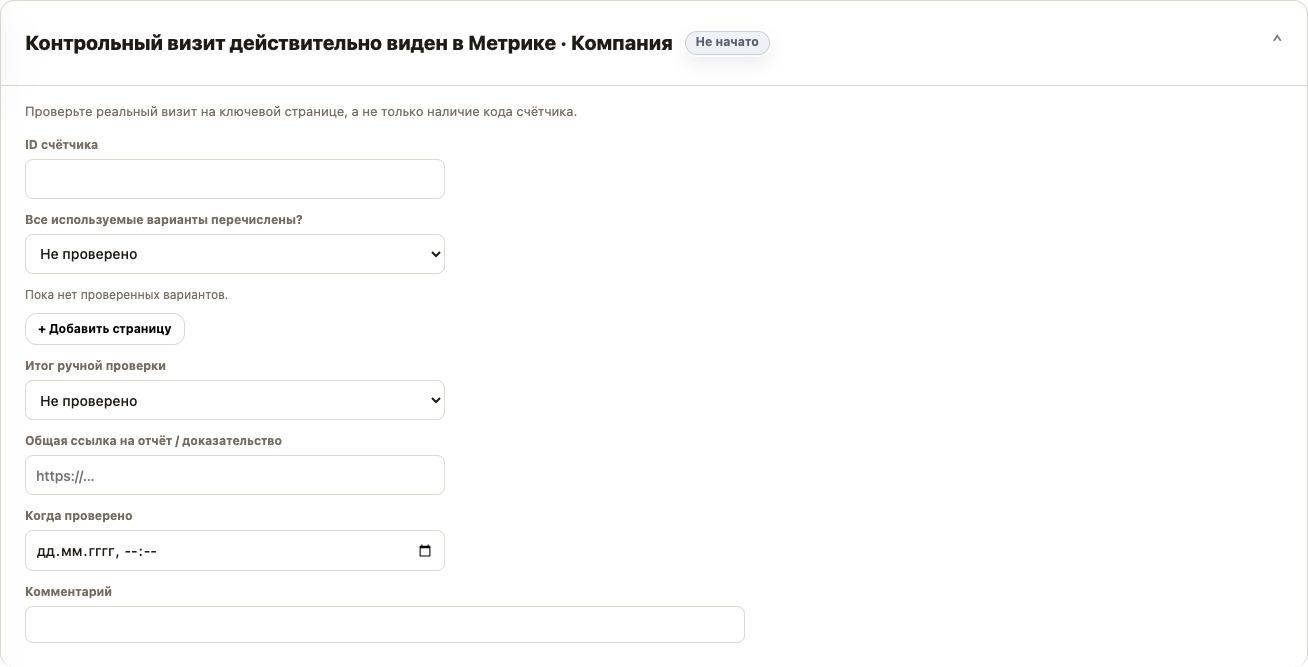 Контрольный визит действительно виден в Метрике · Компания Не начато
Проверьте реальный визит на ключевой странице, а не только наличие кода счётчика.
ID счётчика
Все используемые варианты перечислены?
Не проверено
Пока нет проверенных вариантов.
+ Добавить страницу
Итог ручной проверки
Не проверено
Общая ссылка на отчёт / доказательство
https://...
Когда проверено
дд.мм.гггг, --:--
Комментарий